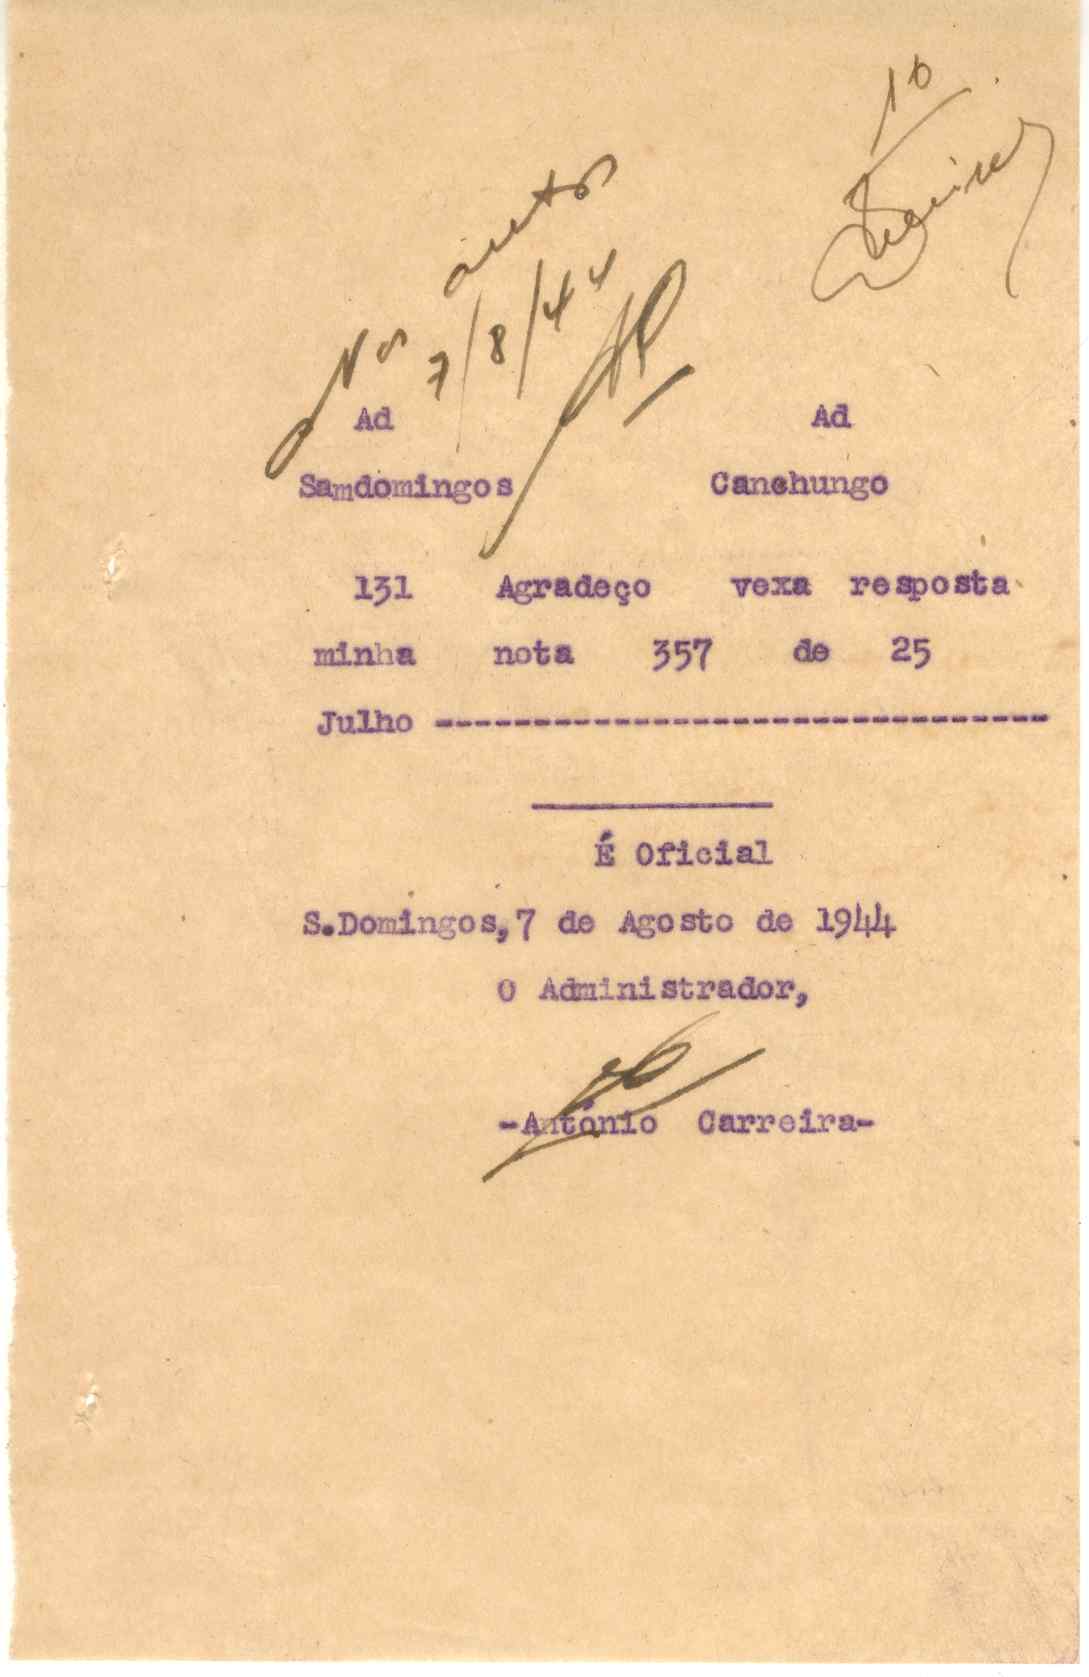 10
Nos autos
7/8/44
Ad Ad
Samdomingos Canchungo
131 Agradeço vexa resposta
minha nota 357 de 25
Julho -------------------------------
É Oficial
S.Domingos,7 de Agosto de 1944
O Administrador,
-António Carreira-